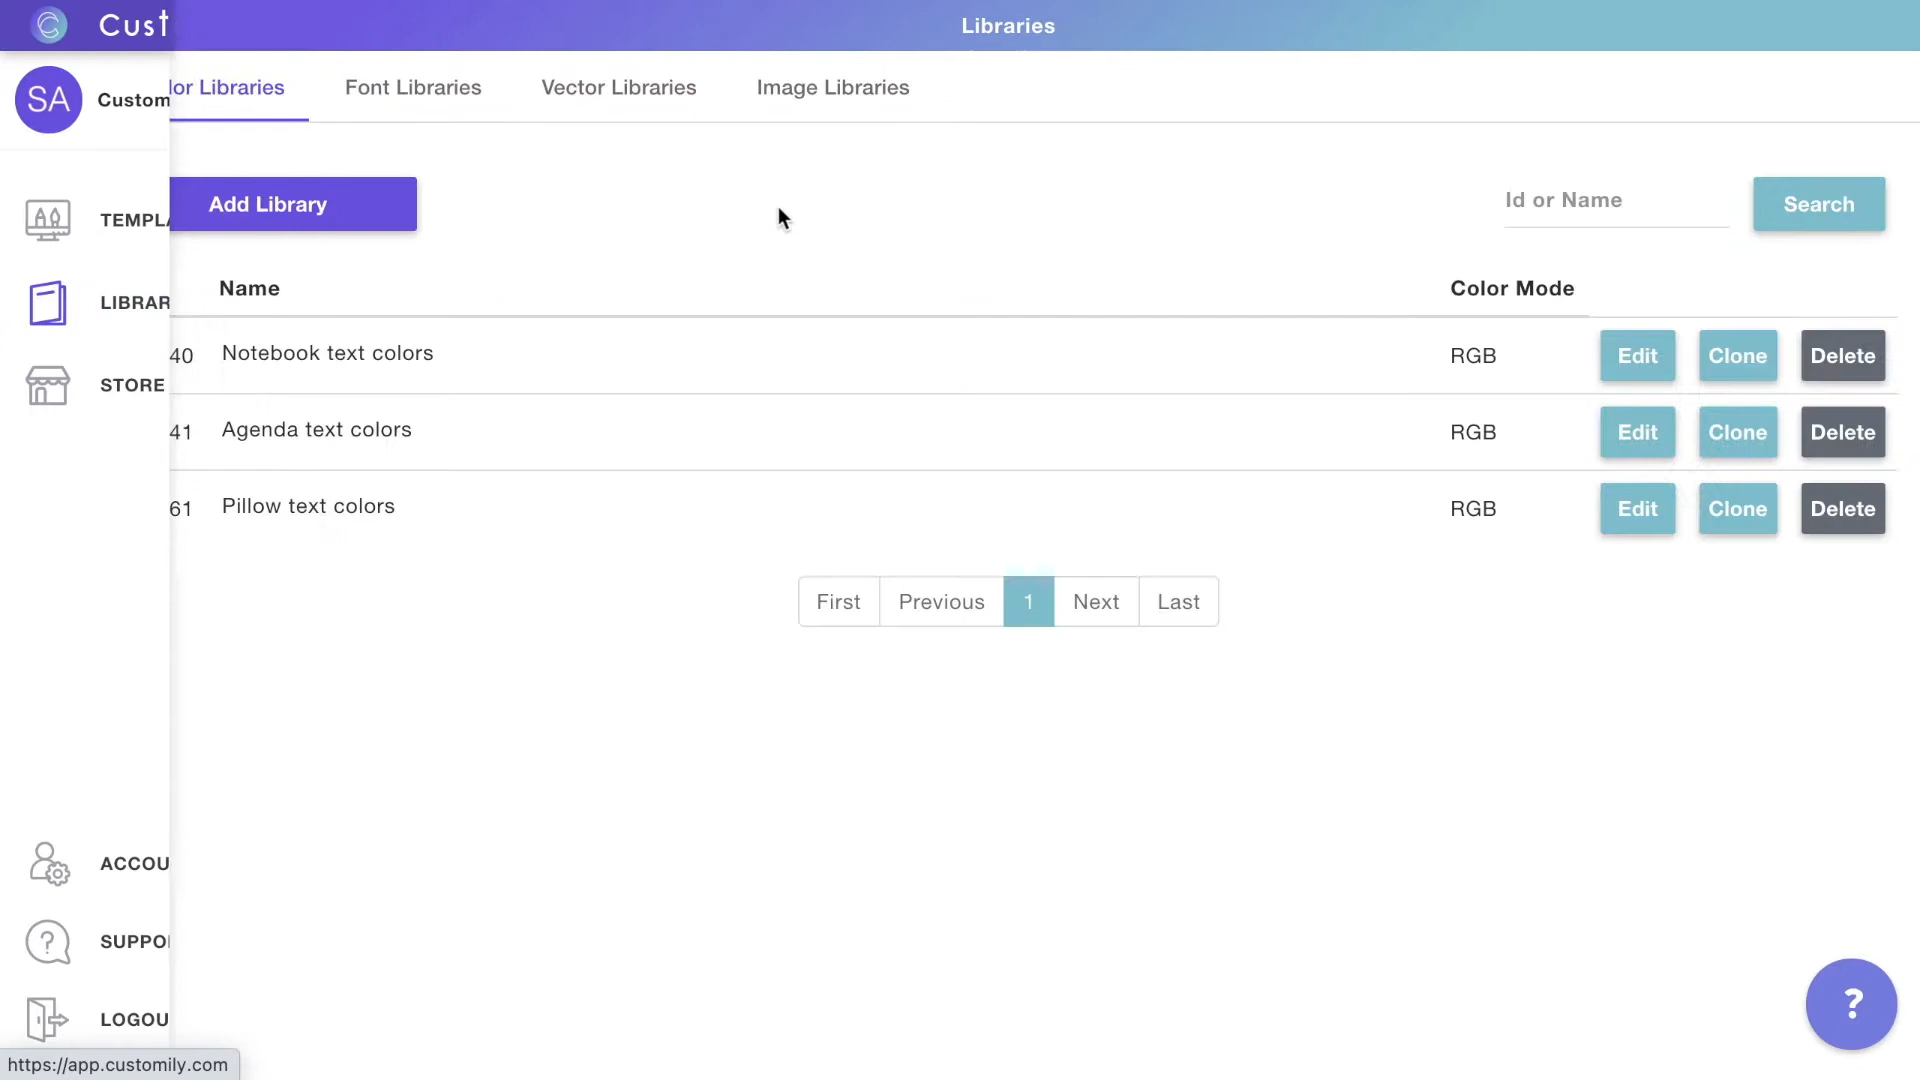 Cust
Libraries
SA
Custom
lor Libraries
Font Libraries
Vector Libraries
Image Libraries
TEMPLA
Add Library
Id or Name
Search
LIBRAR
Name
Color Mode
40
Notebook text colors
RGB
Edit
Clone
Delete
STORE
41
Agenda text colors
RGB
Edit
Clone
Delete
61
Pillow text colors
RGB
Edit
Clone
Delete
First
Previous
1
Next
Last
ACCOU
SUPPO
LOGOU
?
https://app.customily.com